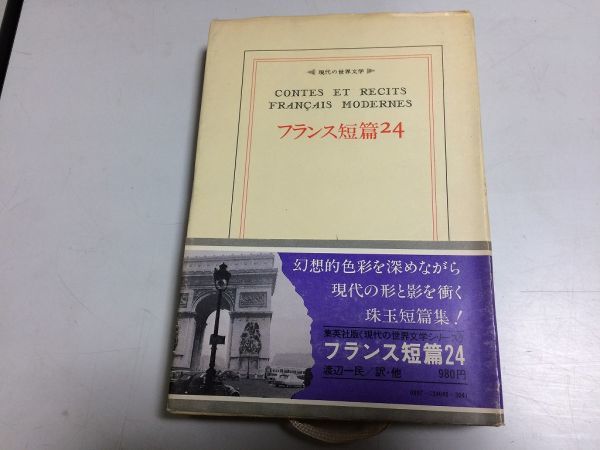 現代の世界文学
CONTES ET RECITS
FRANÇAIS MODERNES
フランス短篇24
幻想的色彩を深めながら
現代の形と影を衝く
珠玉短篇集！
集英社版〈現代の世界文学シリーズ〉
フランス短篇24
渡辺一民／訳・他 980円